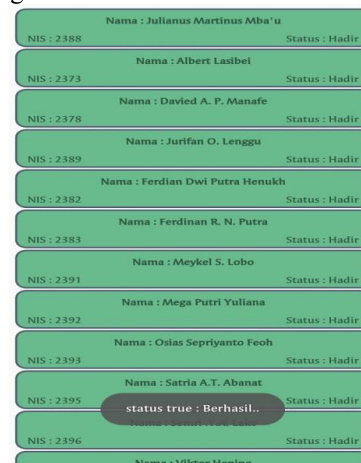 Nama : Julianus Martinus Mba'u
NIS : 2388 Status : Hadir
Nama : Albert Lasibei
NIS : 2373 Status : Hadir
Nama : Davied A. P. Manafe
NIS : 2378 Status : Hadir
Nama : Jurifan O. Lenggu
NIS : 2389 Status : Hadir
Nama : Ferdian Dwi Putra Henukh
NIS : 2382 Status : Hadir
Nama : Ferdinan R. N. Putra
NIS : 2383 Status : Hadir
Nama : Meykel S. Lobo
NIS : 2391 Status : Hadir
Nama : Mega Putri Yuliana
NIS : 2392 Status : Hadir
Nama : Osias Sepriyanto Feoh
NIS : 2393 Status : Hadir
Nama : Satria A.T. Abanat
NIS : 2395 Status : Hadir
status true : Berhasil..
NIS : 2396 Status : Hadir
Nama : Viktor